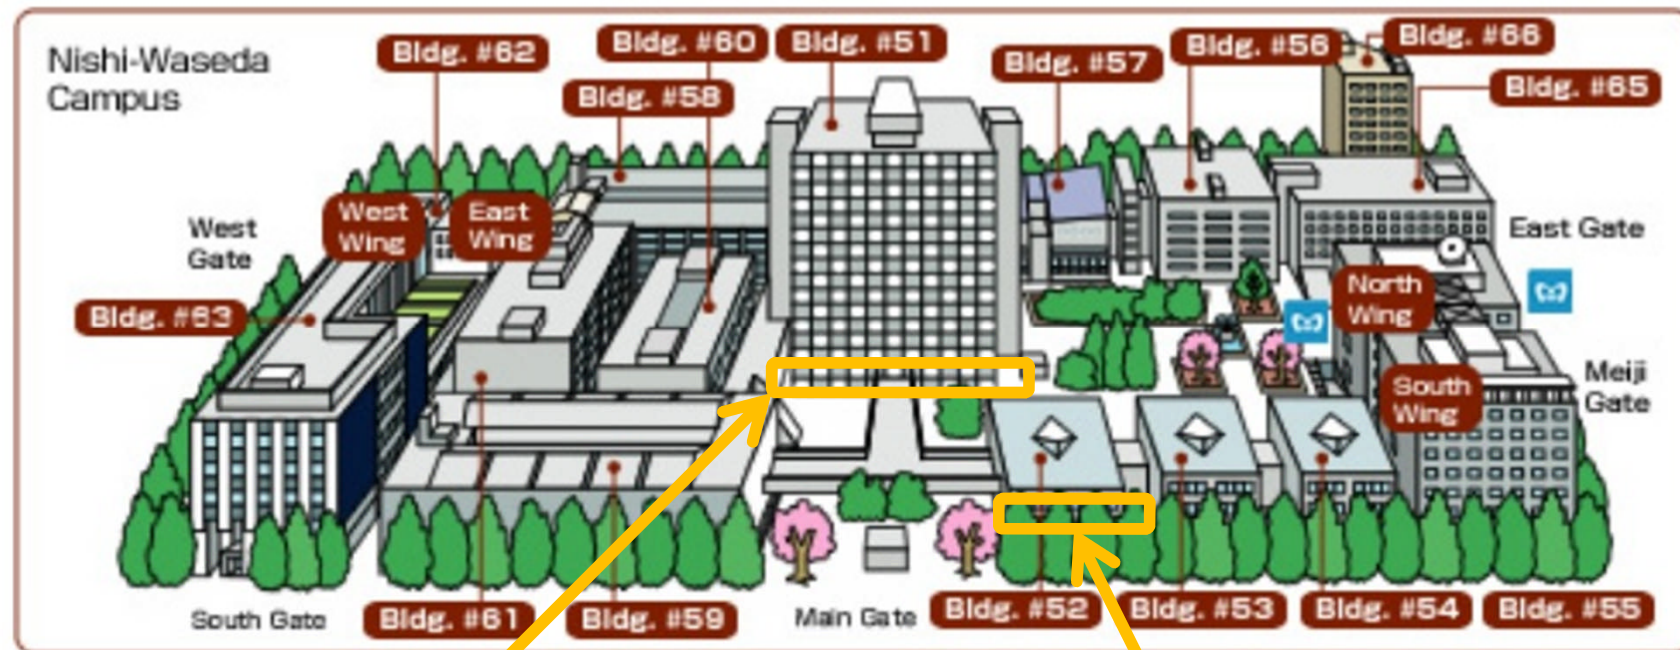 Nishi-Waseda
Campus
Bldg. #62
Bldg. #60
Bldg. #51
Bldg. #58
Bldg. #57
Bldg. #56
Bldg. #66
Bldg. #65
West
Gate
West
Wing
East
Wing
East Gate
Bldg. #63
North
Wing
South
Wing
Meiji
Gate
South Gate
Bldg. #61
Bldg. #59
Main Gate
Bldg. #52
Bldg. #53
Bldg. #54
Bldg. #55